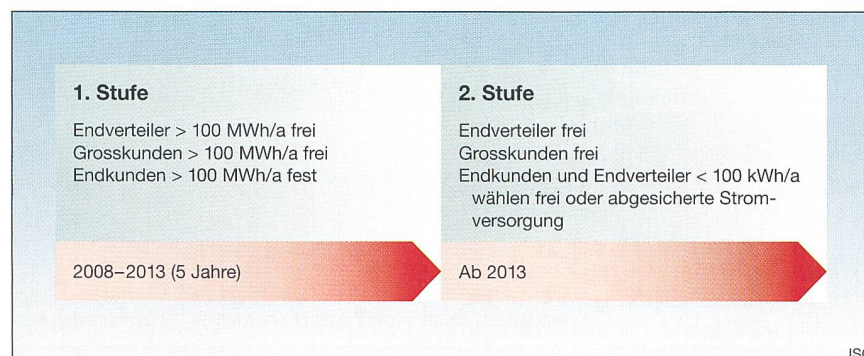 1. Stufe
Endverteiler > 100 MWh/a frei
Grosskunden > 100 MWh/a frei
Endkunden > 100 MWh/a fest
2008–2013 (5 Jahre)
2. Stufe
Endverteiler frei
Grosskunden frei
Endkunden und Endverteiler < 100 kWh/a
wählen frei oder abgesicherte Strom-
versorgung
Ab 2013